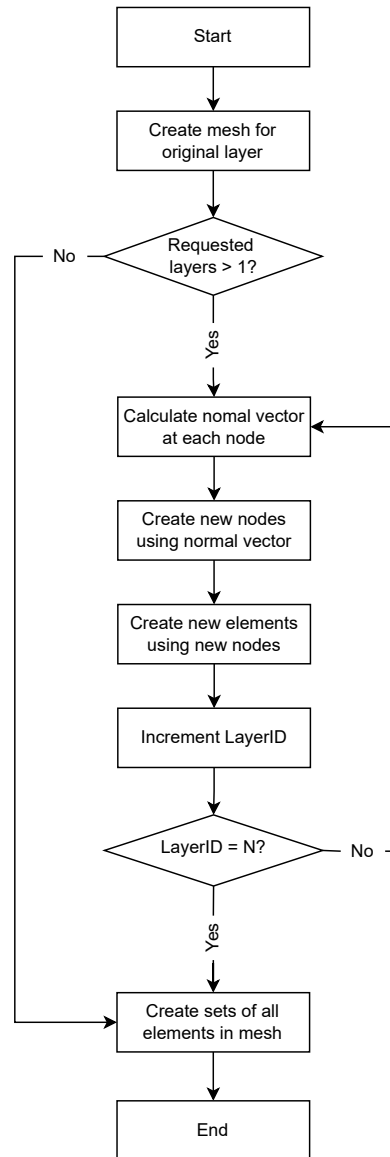 Start
Create mesh for
original layer
Requested
layers > 1?
No
Yes
Calculate nomal vector
at each node
Create new nodes
using normal vector
Create new elements
using new nodes
Increment LayerID
LayerID = N?
No
Yes
Create sets of all
elements in mesh
End